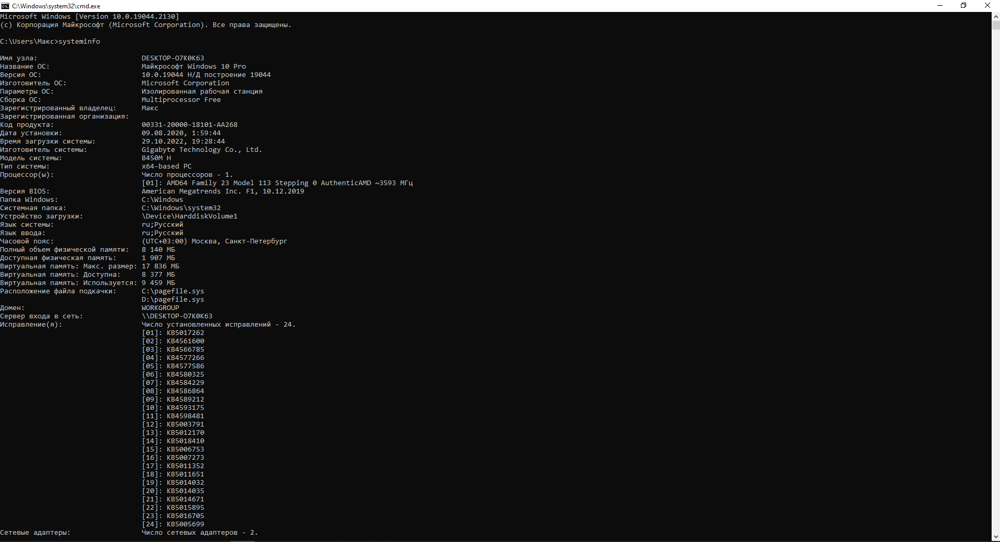 C:\Windows\system32\cmd.exe
Microsoft Windows [Version 10.0.19044.2130]
(c) Корпорация Майкрософт (Microsoft Corporation). Все права защищены.
C:\Users\Макс>systeminfo
Имя узла: DESKTOP-O7K0K63
Название ОС: Майкрософт Windows 10 Pro
Версия ОС: 10.0.19044 Н/Д построение 19044
Изготовитель ОС: Microsoft Corporation
Параметры ОС: Изолированная рабочая станция
Сборка ОС: Multiprocessor Free
Зарегистрированный владелец: Макс
Зарегистрированная организация:
Код продукта: 00331-20000-18101-AA268
Дата установки: 09.08.2020, 1:59:44
Время загрузки системы: 29.10.2022, 19:28:44
Изготовитель системы: Gigabyte Technology Co., Ltd.
Модель системы: B450M H
Тип системы: x64-based PC
Процессор(ы): Число процессоров - 1.
[01]: AMD64 Family 23 Model 113 Stepping 0 AuthenticAMD ~3593 МГц
Версия BIOS: American Megatrends Inc. F1, 10.12.2019
Папка Windows: C:\Windows
Системная папка: C:\Windows\system32
Устройство загрузки: \Device\HarddiskVolume1
Язык системы: ru;Русский
Язык ввода: ru;Русский
Часовой пояс: (UTC+03:00) Москва, Санкт-Петербург
Полный объем физической памяти: 8 140 МБ
Доступная физическая память: 1 907 МБ
Виртуальная память: Макс. размер: 17 836 МБ
Виртуальная память: Доступна: 8 377 МБ
Виртуальная память: Используется: 9 459 МБ
Расположение файла подкачки: C:\pagefile.sys
D:\pagefile.sys
Домен: WORKGROUP
Сервер входа в сеть: \\DESKTOP-O7K0K63
Исправление(я): Число установленных исправлений - 24.
[01]: KB5017262
[02]: KB4561600
[03]: KB4566785
[04]: KB4577266
[05]: KB4577586
[06]: KB4580325
[07]: KB4584229
[08]: KB4586864
[09]: KB4589212
[10]: KB4593175
[11]: KB4598481
[12]: KB5003791
[13]: KB5012170
[14]: KB5018410
[15]: KB5006753
[16]: KB5007273
[17]: KB5011352
[18]: KB5011651
[19]: KB5014032
[20]: KB5014035
[21]: KB5014671
[22]: KB5015895
[23]: KB5016705
[24]: KB5005699
Сетевые адаптеры: Число сетевых адаптеров - 2.